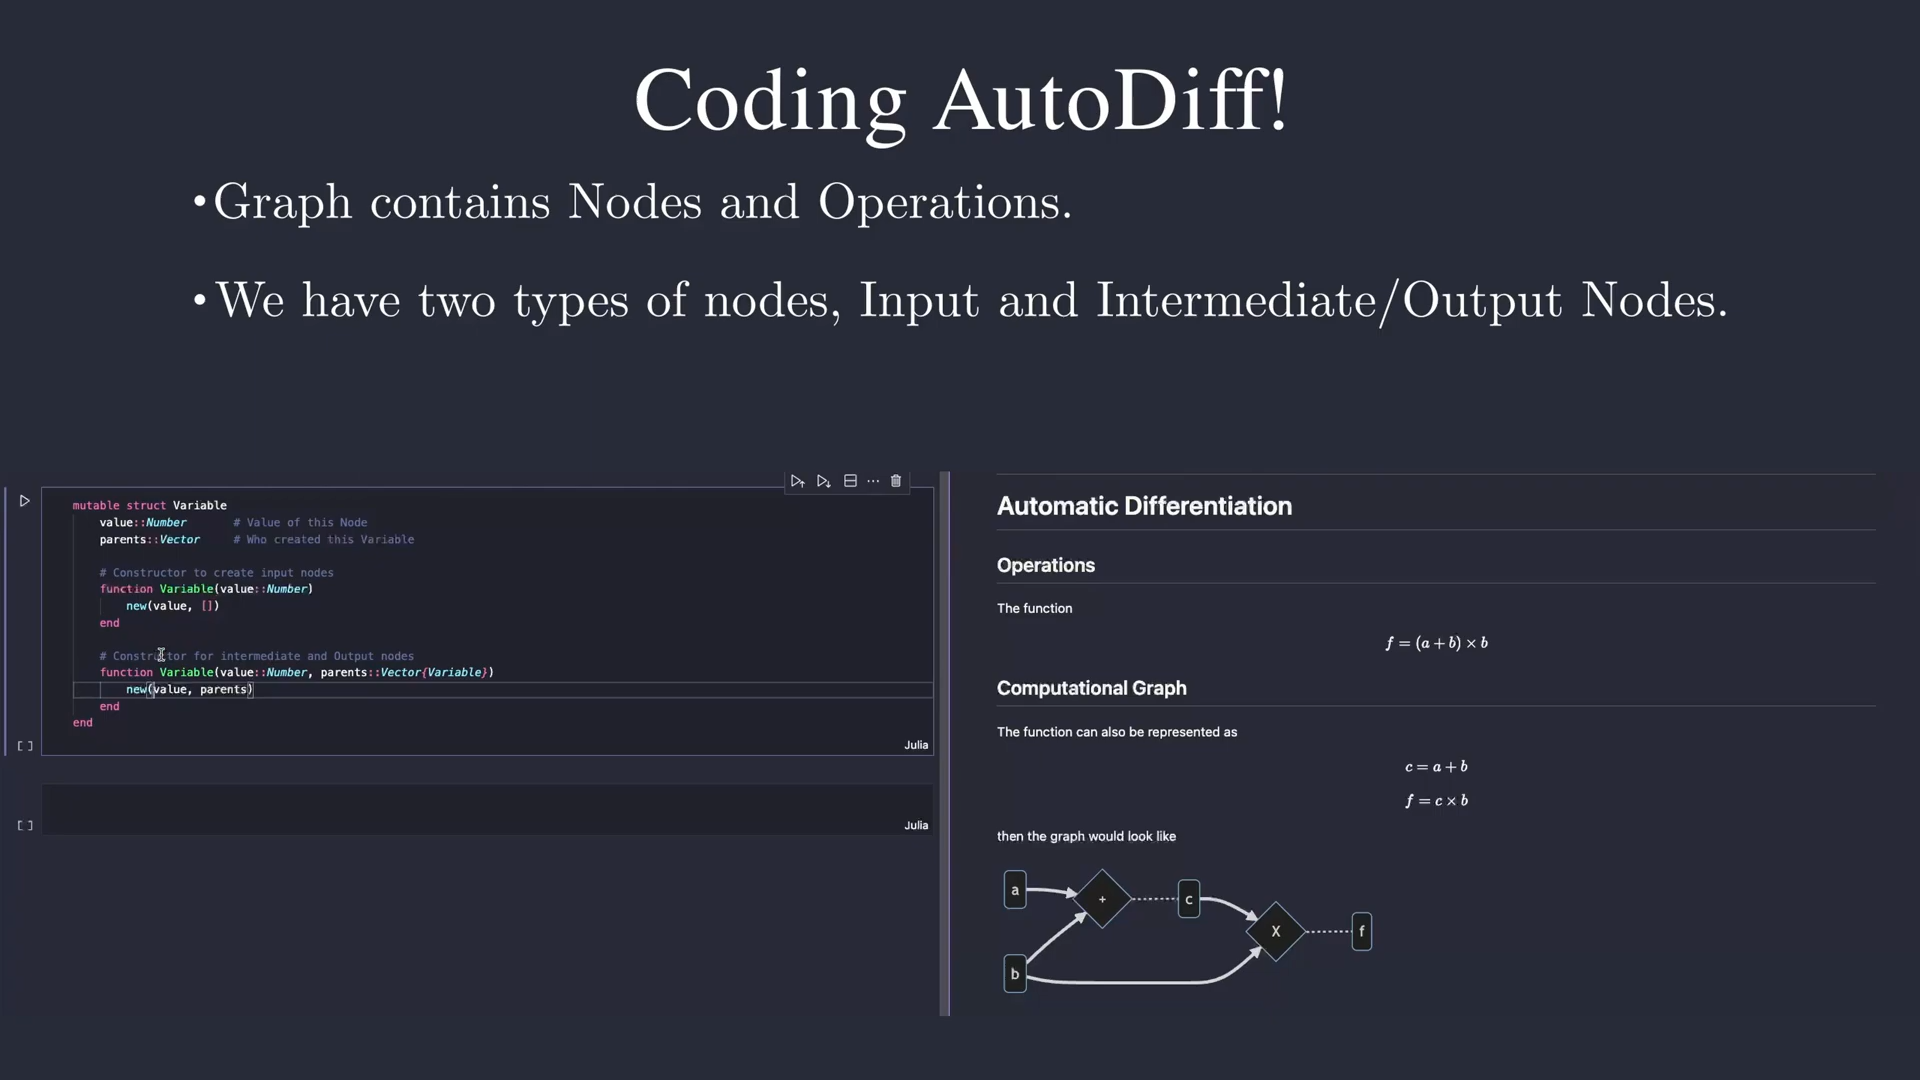 Coding AutoDiff!
•Graph contains Nodes and Operations.
•We have two types of nodes, Input and Intermediate/Output Nodes.
mutable struct Variable
value::Number # Value of this Node
parents::Vector # Who created this Variable
# Constructor to create input nodes
function Variable(value::Number)
new(value, [])
end
# Constructor for intermediate and Output nodes
function Variable(value::Number, parents::Vector{Variable})
new(value, parents)
end
end
[ ]
Julia
[ ]
Julia
Automatic Differentiation
Operations
The function
f = (a + b) × b
Computational Graph
The function can also be represented as
c = a + b
f = c × b
then the graph would look like
a
+
c
X
f
b